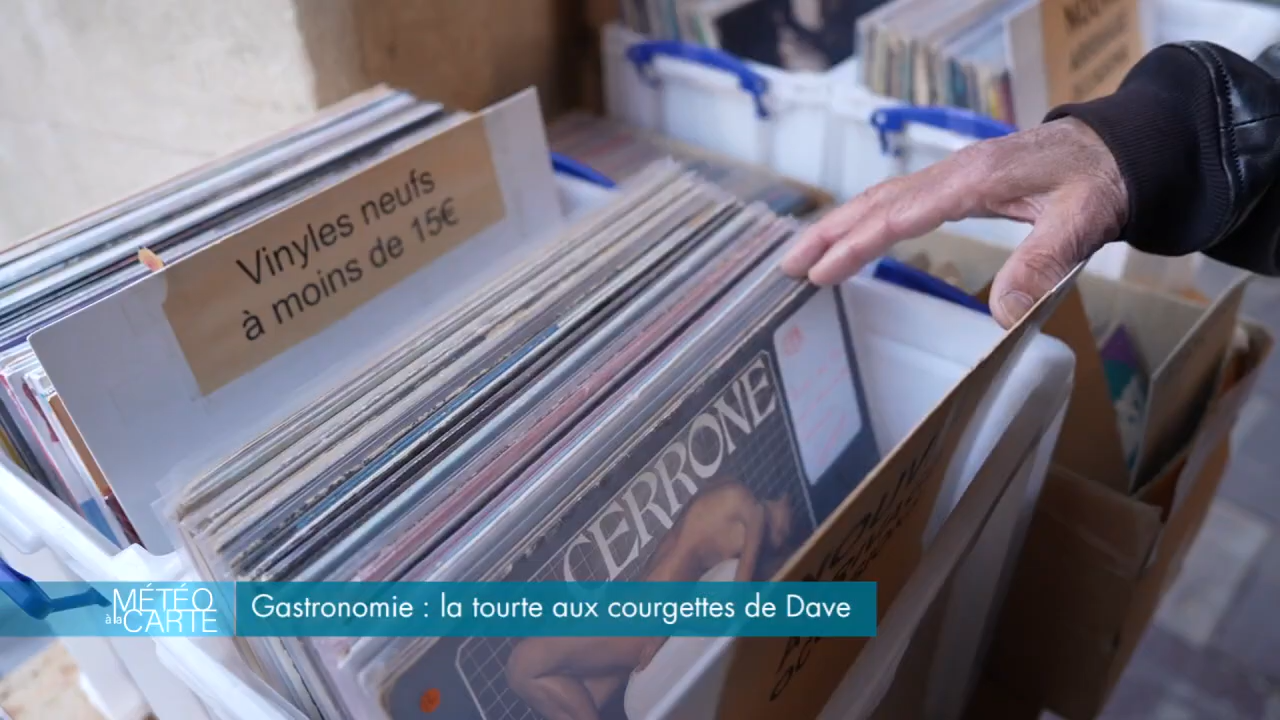 Vinyles neufs
à moins de 15€
CERRONE
MÉTÉO
à la CARTE
Gastronomie : la tourte aux courgettes de Dave